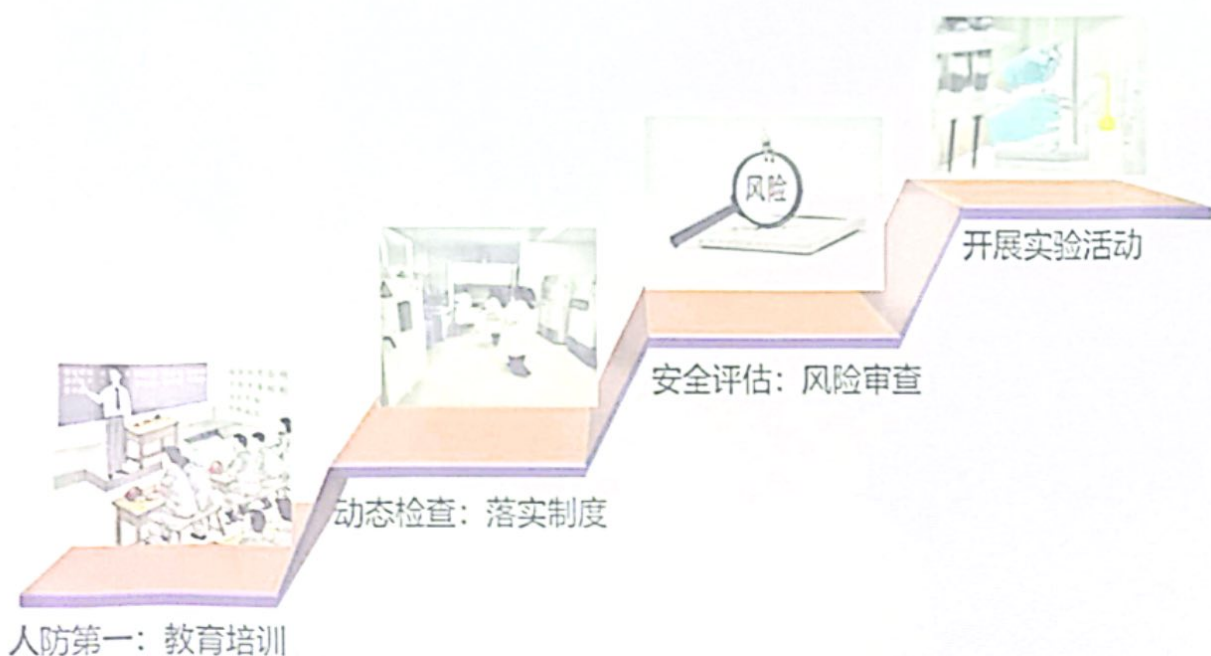 人防第一：教育培训
动态检查：落实制度
安全评估：风险审查
风险
开展实验活动